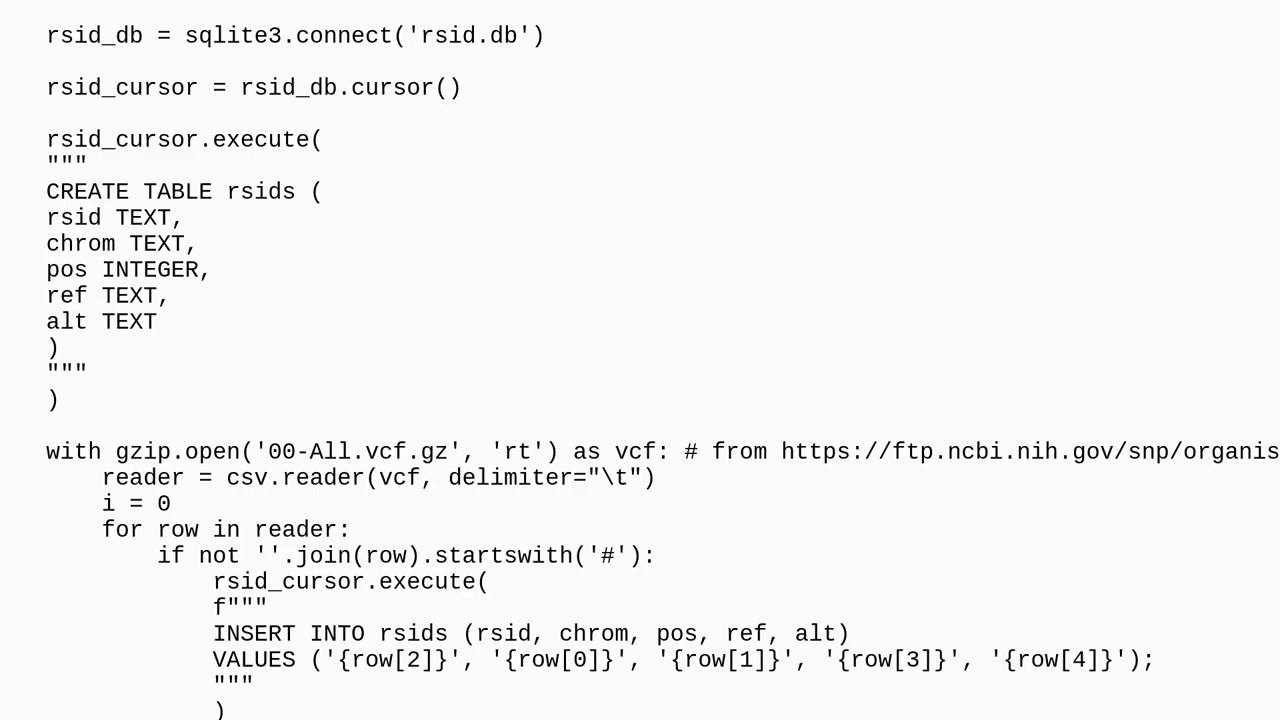 rsid_db = sqlite3.connect('rsid.db')
rsid_cursor = rsid_db.cursor()
rsid_cursor.execute(
"""
CREATE TABLE rsids (
rsid TEXT,
chrom TEXT,
pos INTEGER,
ref TEXT,
alt TEXT
)
"""
)
with gzip.open('00-All.vcf.gz', 'rt') as vcf: # from https://ftp.ncbi.nih.gov/snp/organis
    reader = csv.reader(vcf, delimiter="\t")
    i = 0
    for row in reader:
        if not ''.join(row).startswith('#'):
            rsid_cursor.execute(
            f"""
            INSERT INTO rsids (rsid, chrom, pos, ref, alt)
            VALUES ('{row[2]}', '{row[0]}', '{row[1]}', '{row[3]}', '{row[4]}');
            """
            )